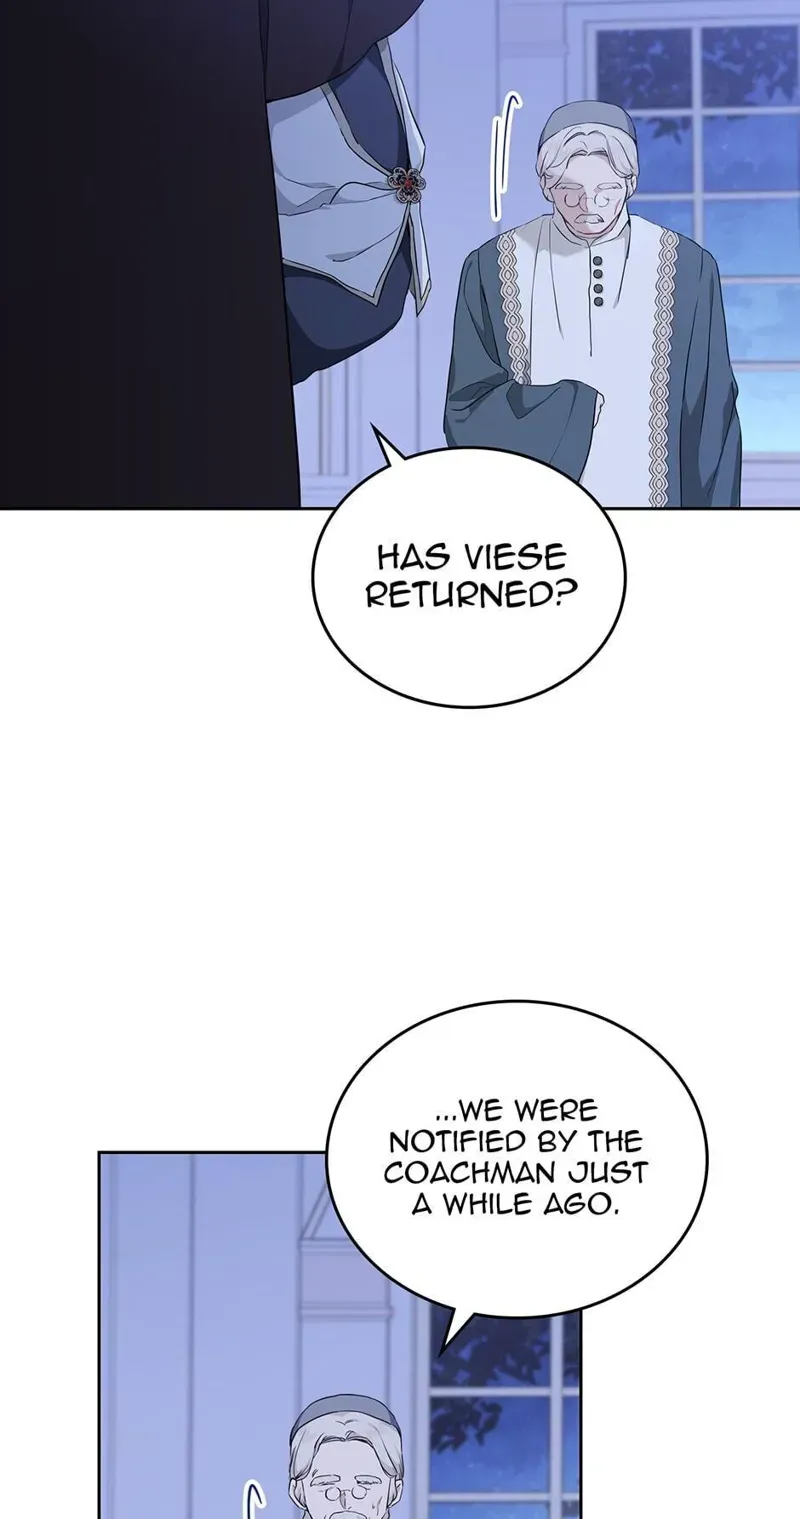 HAS VIESE
RETURNED?
...WE WERE
NOTIFIED BY THE
COACHMAN JUST
A WHILE AGO.